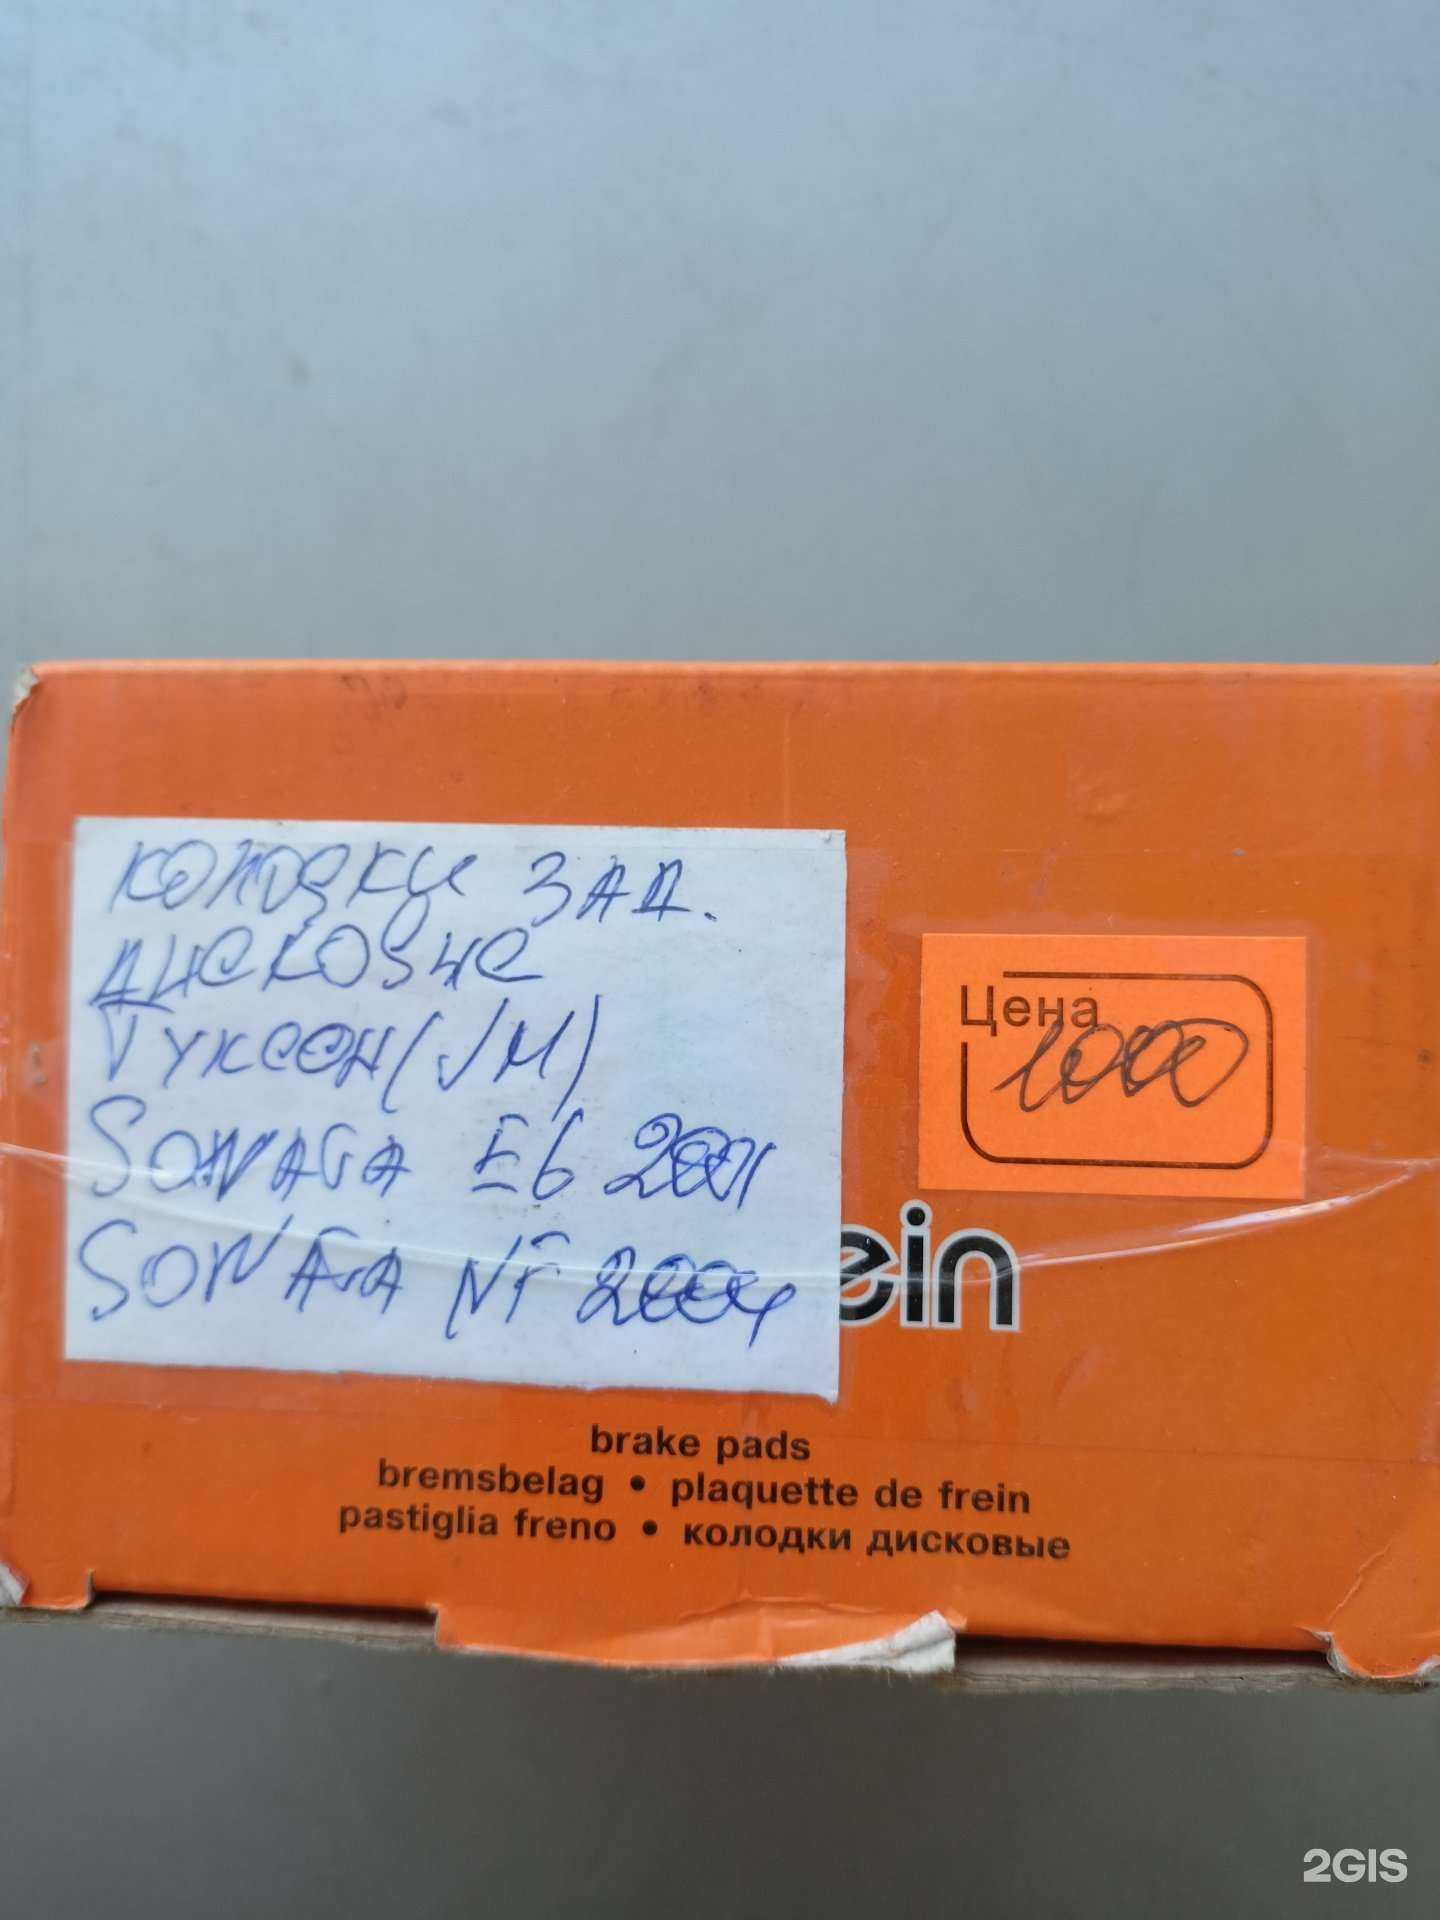 колодки зад.
дисковые
Туксон (JM)
SONATA E6 2001
SONATA NF 2004
Цена
1000
ein
brake pads
bremsbelag • plaquette de frein
pastiglia freno • колодки дисковые
2GIS